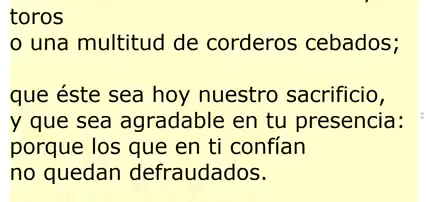 toros
o una multitud de corderos cebados;
que éste sea hoy nuestro sacrificio,
y que sea agradable en tu presencia:
porque los que en ti confían
no quedan defraudados.